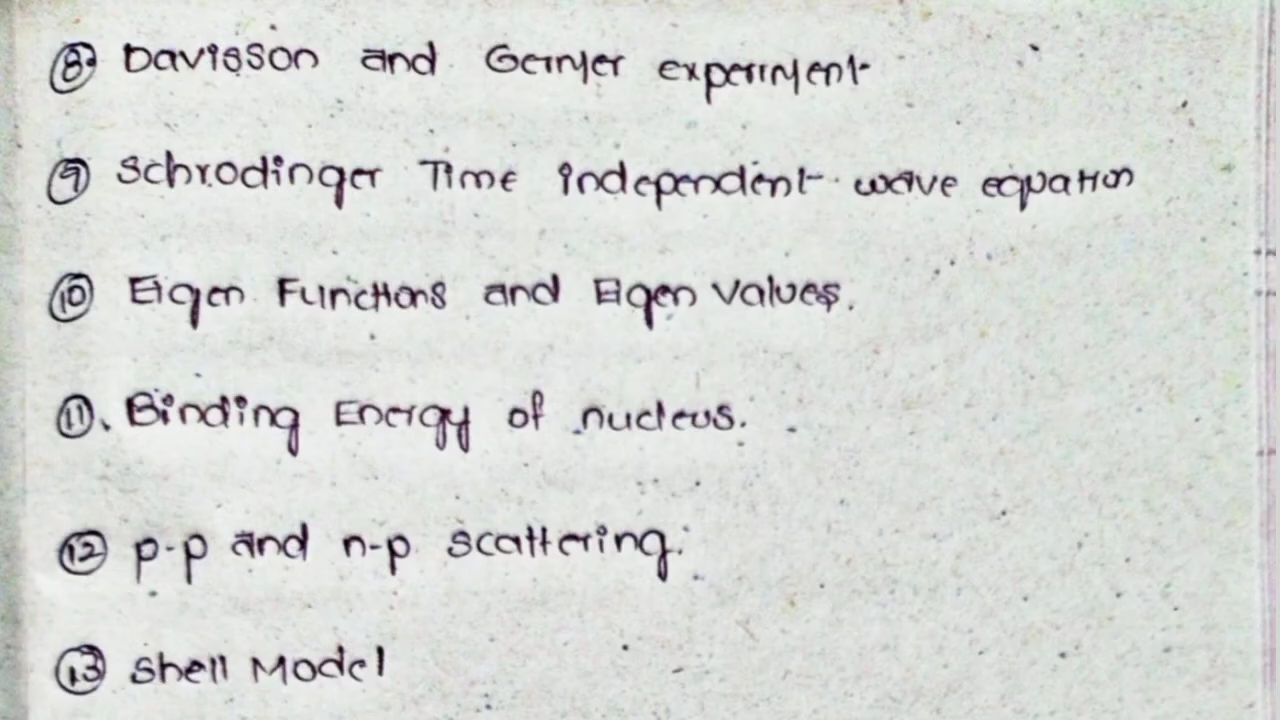 ⑧ Davisson and Germer experiment
⑨ Schrodinger Time independent wave equation
⑩ Eigen Functions and Eigen values.
⑪. Binding Energy of nucleus.
⑫ p-p and n-p scattering.
⑬ Shell Model